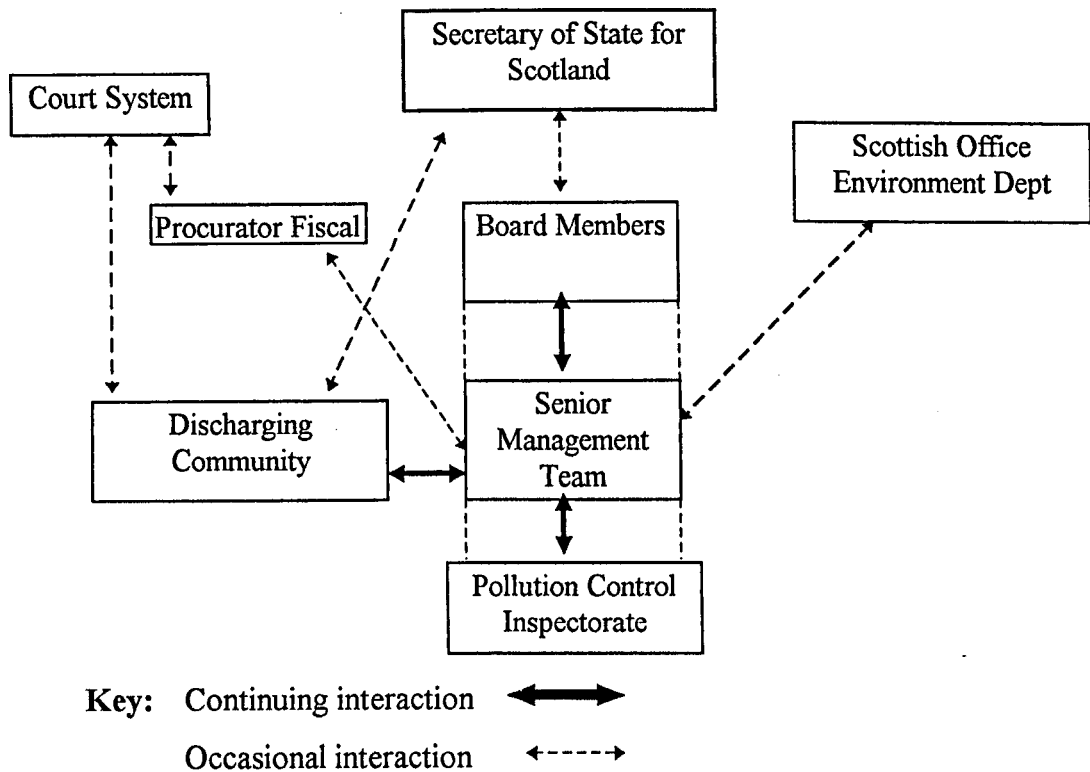 Secretary of State for
Scotland
Court System
Scottish Office
Environment Dept
Procurator Fiscal
Board Members
Discharging
Community
Senior
Management
Team
Pollution Control
Inspectorate
Key: Continuing interaction
Occasional interaction